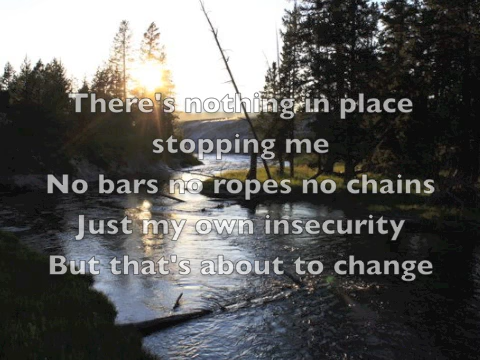 There's nothing in place
stopping me
No bars no ropes no chains
Just my own insecurity
But that's about to change